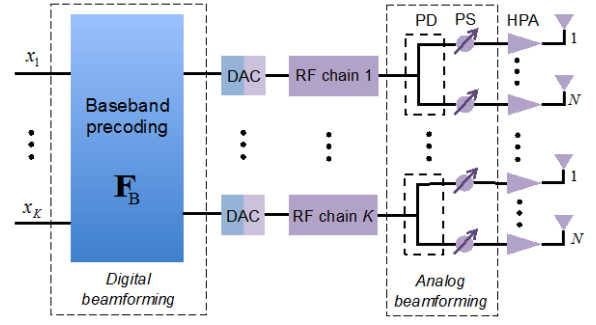 PD PS HPA
x1
DAC
RF chain 1
1
Baseband
precoding
FB
N
xK
DAC
RF chain K
1
N
Digital
beamforming
Analog
beamforming